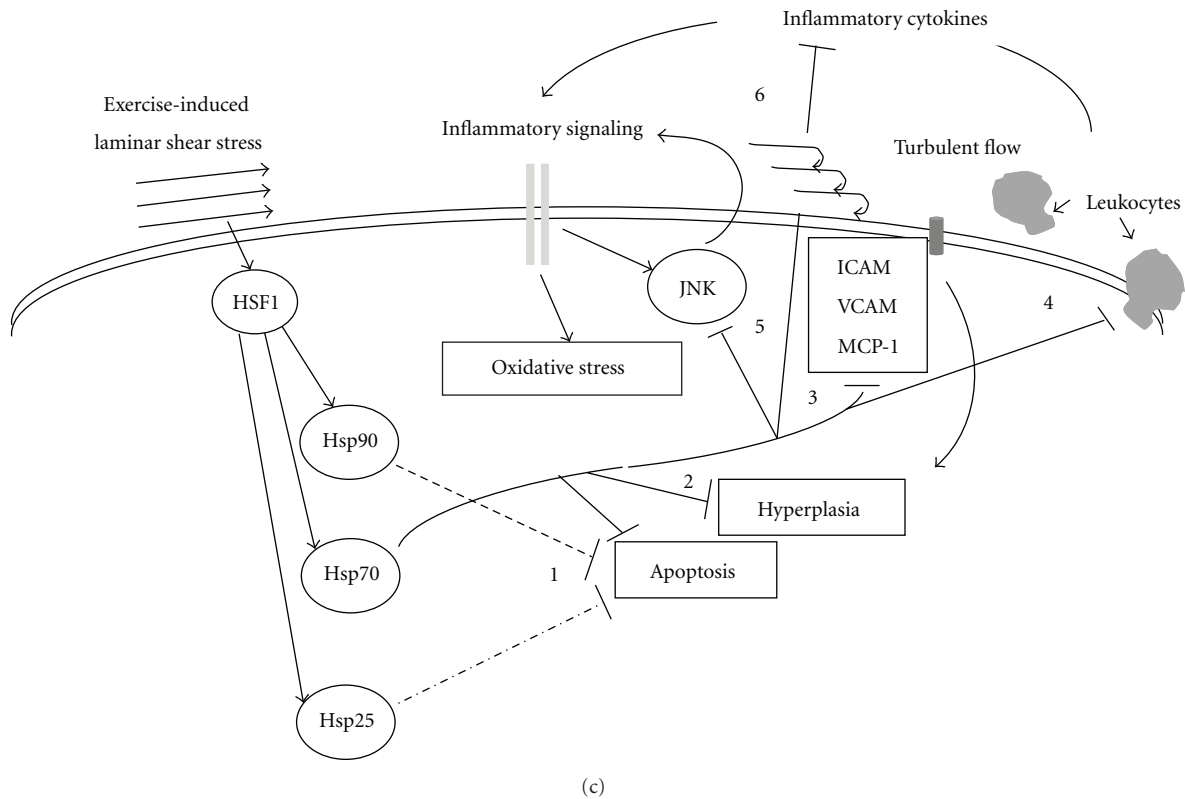 Inflammatory cytokines
Exercise-induced
laminar shear stress
6
Inflammatory signaling
Turbulent flow
Leukocytes
HSF1
JNK
ICAM
VCAM
MCP-1
5
4
3
Oxidative stress
Hsp90
2
Hyperplasia
Hsp70
1
Apoptosis
Hsp25
(c)